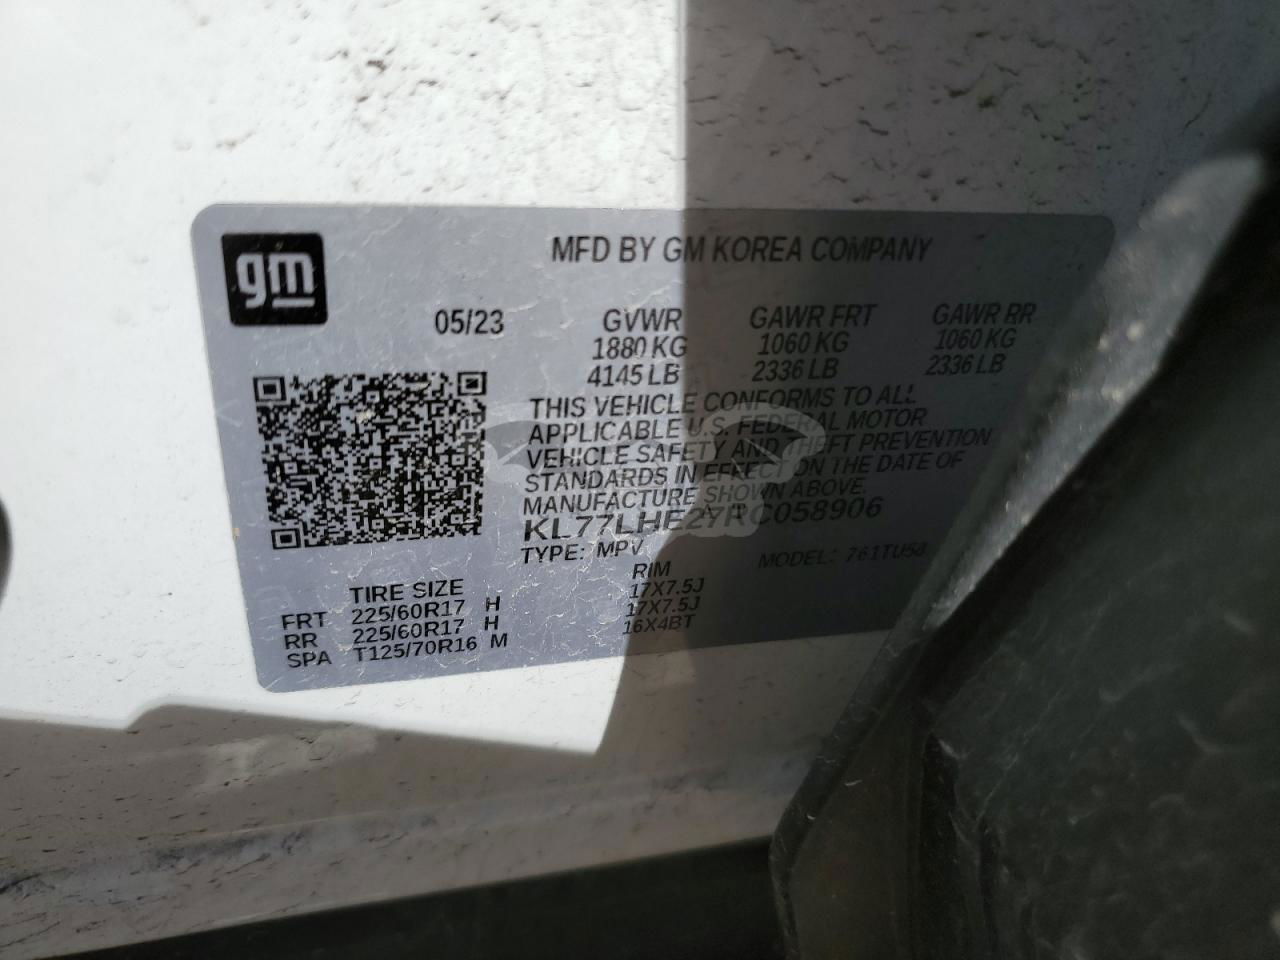 gm
MFD BY GM KOREA COMPANY
05/23 GVWR GAWR FRT GAWR RR
1880 KG 1060 KG 1060 KG
4145 LB 2336 LB 2336 LB
THIS VEHICLE CONFORMS TO ALL
APPLICABLE U.S. FEDERAL MOTOR
VEHICLE SAFETY AND THEFT PREVENTION
STANDARDS IN EFFECT ON THE DATE OF
MANUFACTURE SHOWN ABOVE.
KL77LHE27RC058906
TYPE: MPV MODEL: 761TU58
TIRE SIZE RIM
FRT 225/60R17 H 17X7.5J
RR 225/60R17 H 17X7.5J
SPA T125/70R16 M 16X4BT